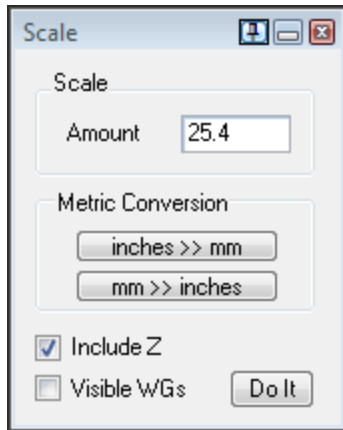 Scale
Scale
Amount 25.4
Metric Conversion
inches >> mm
mm >> inches
Include Z
Visible WGs Do It